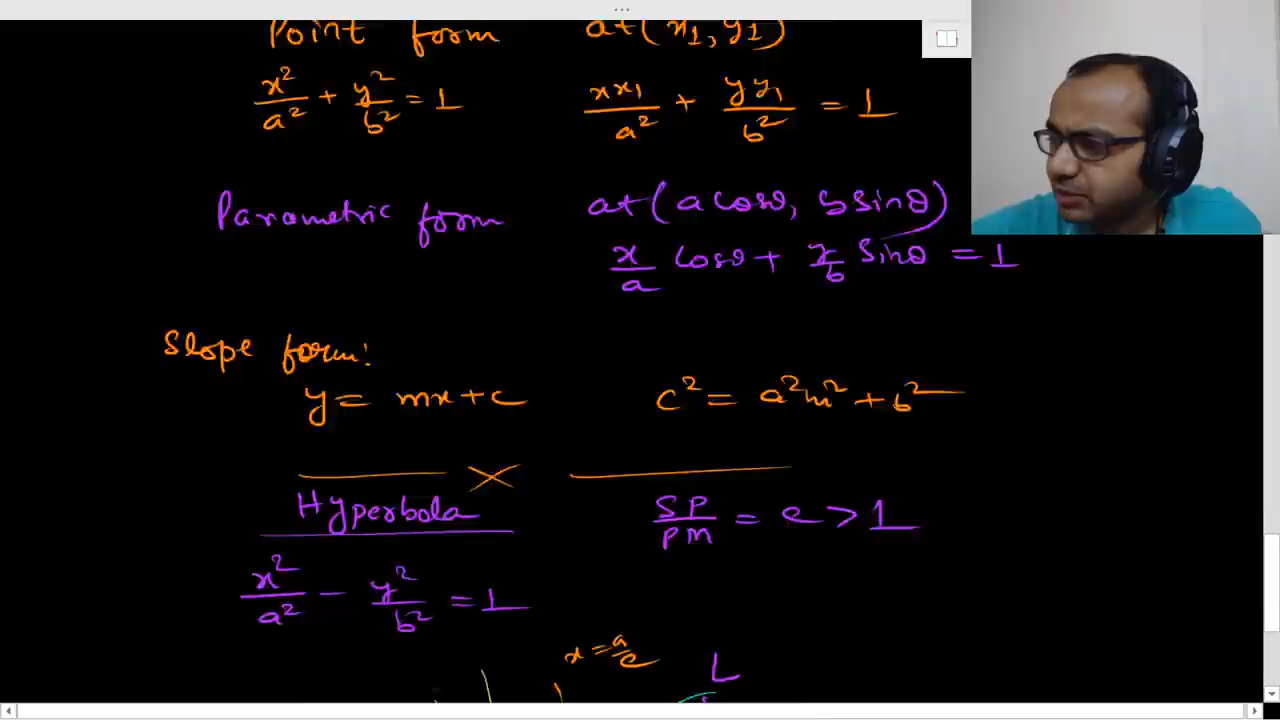 Point form at (x1, y1)
x²/a² + y²/b² = 1 xx1/a² + yy1/b² = 1
Parametric form at (a cosθ, b sinθ)
x/a cosθ + y/b sinθ = 1
Slope form:
y = mx + c c² = a²m² + b²
Hyperbola SP/PM = e > 1
x²/a² - y²/b² = 1
x = a/e L